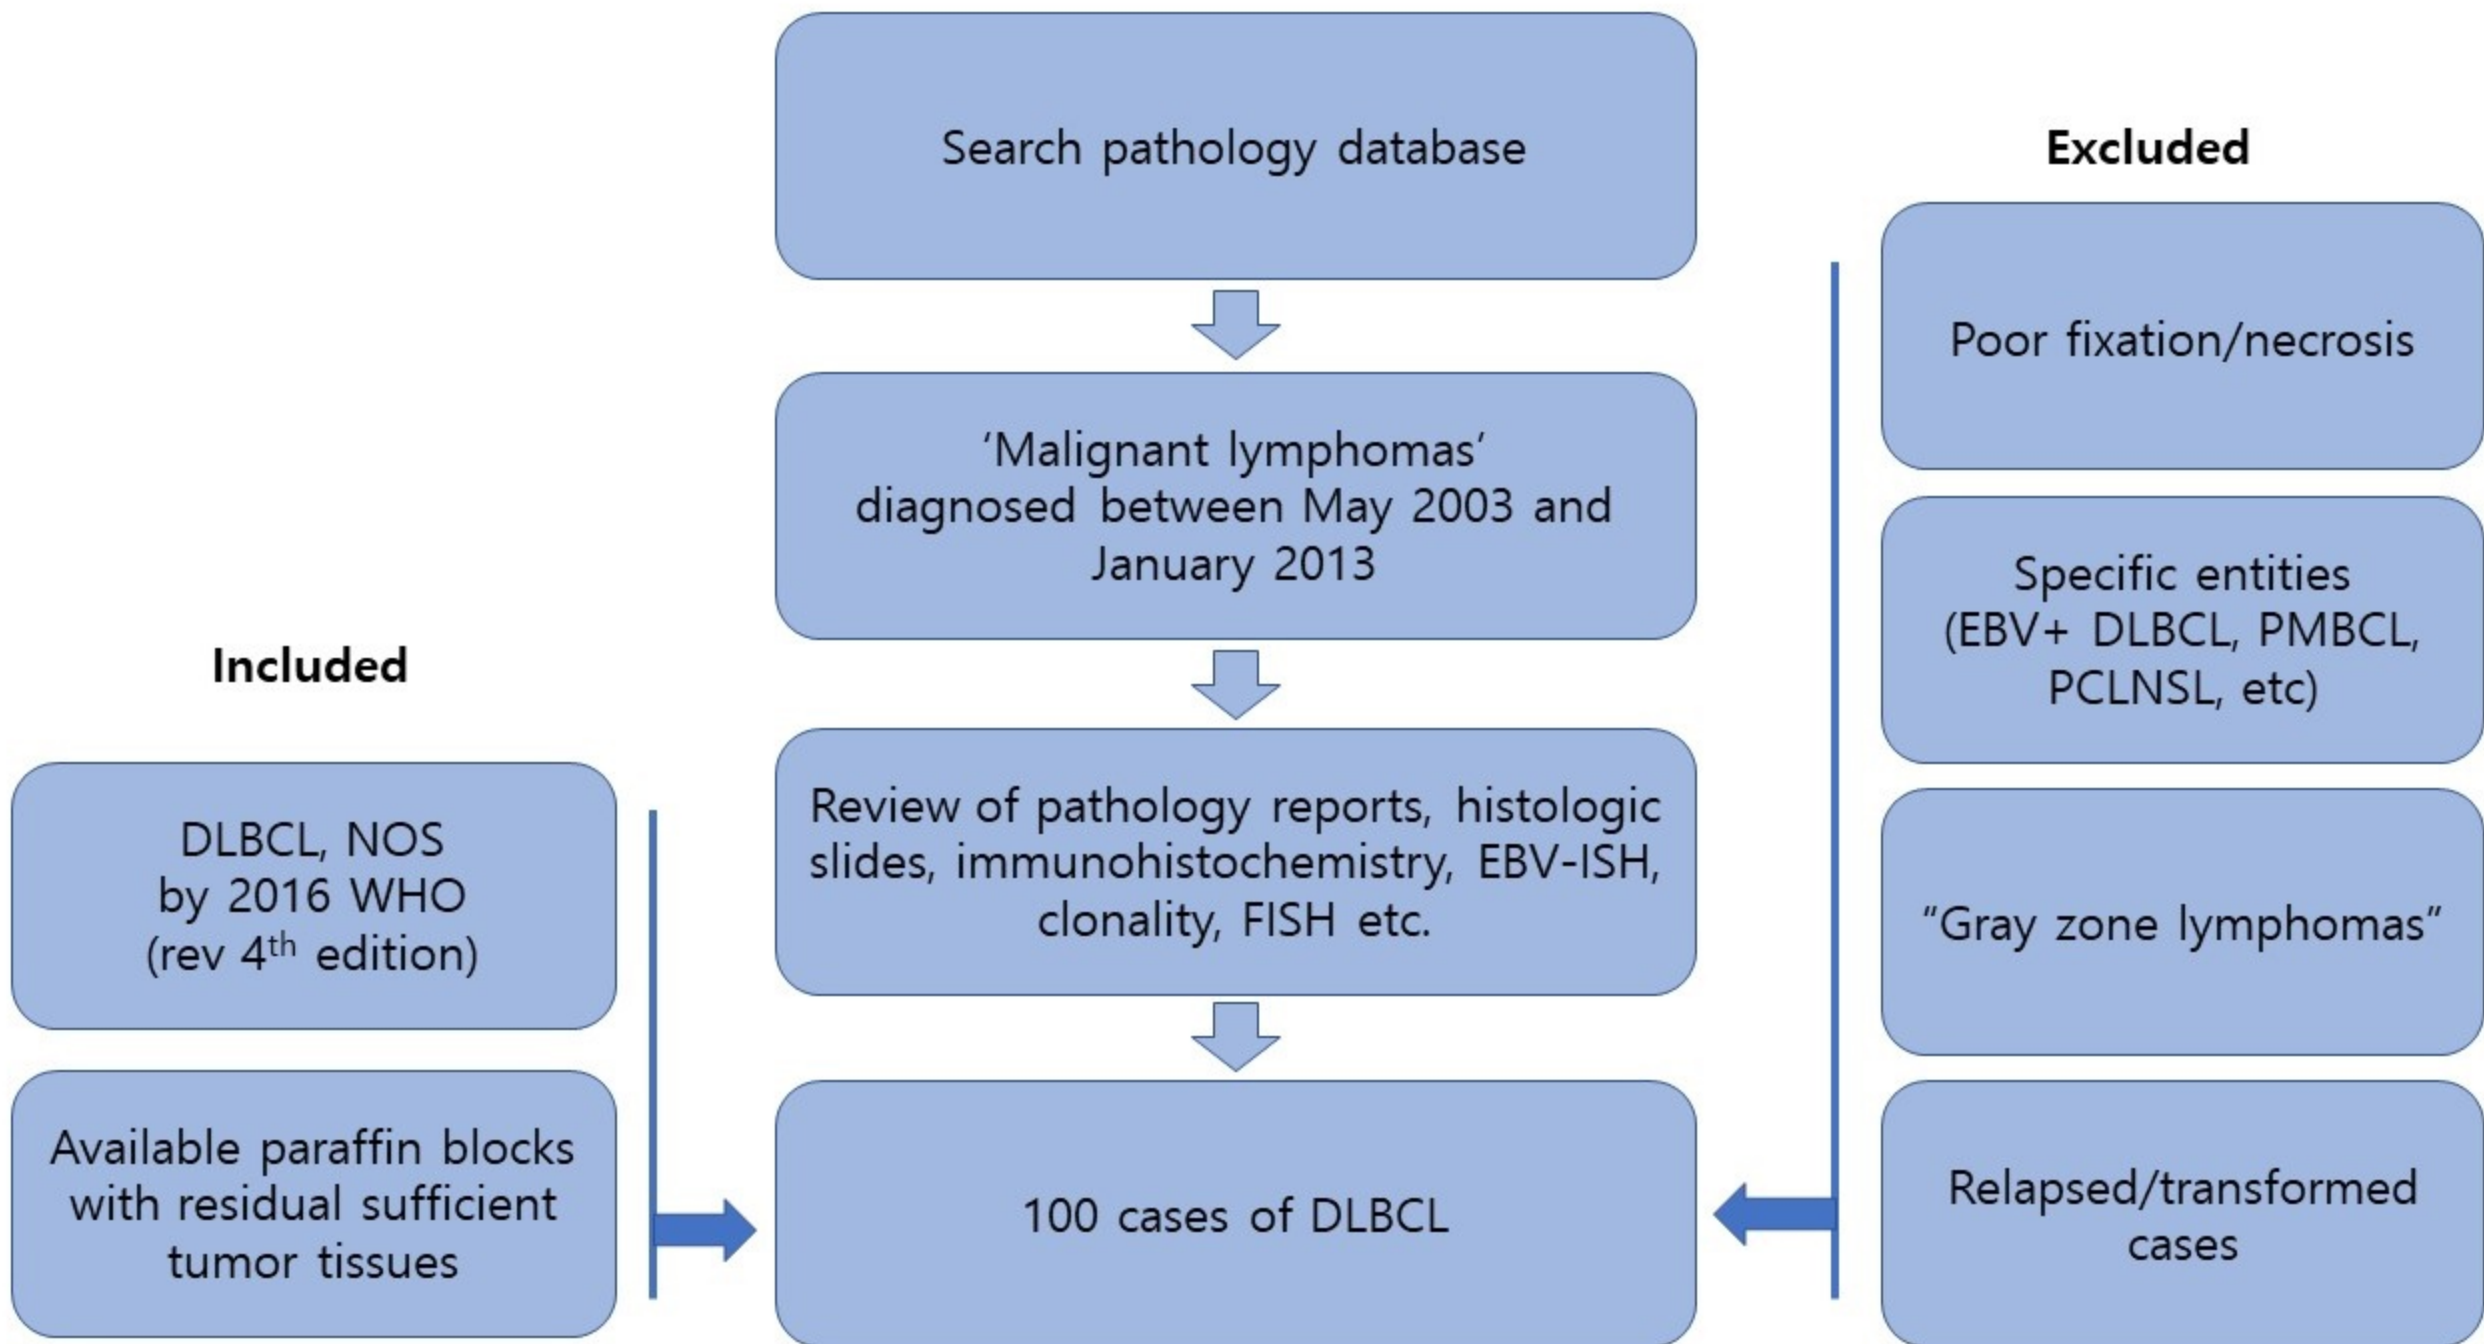 Search pathology database
‘Malignant lymphomas‘
diagnosed between May 2003 and
January 2013
Review of pathology reports, histologic
slides, immunohistochemistry, EBV-ISH,
clonality, FISH etc.
100 cases of DLBCL
Included
DLBCL, NOS
by 2016 WHO
(rev 4th edition)
Available paraffin blocks
with residual sufficient
tumor tissues
Excluded
Poor fixation/necrosis
Specific entities
(EBV+ DLBCL, PMBCL,
PCLNSL, etc)
“Gray zone lymphomas”
Relapsed/transformed
cases